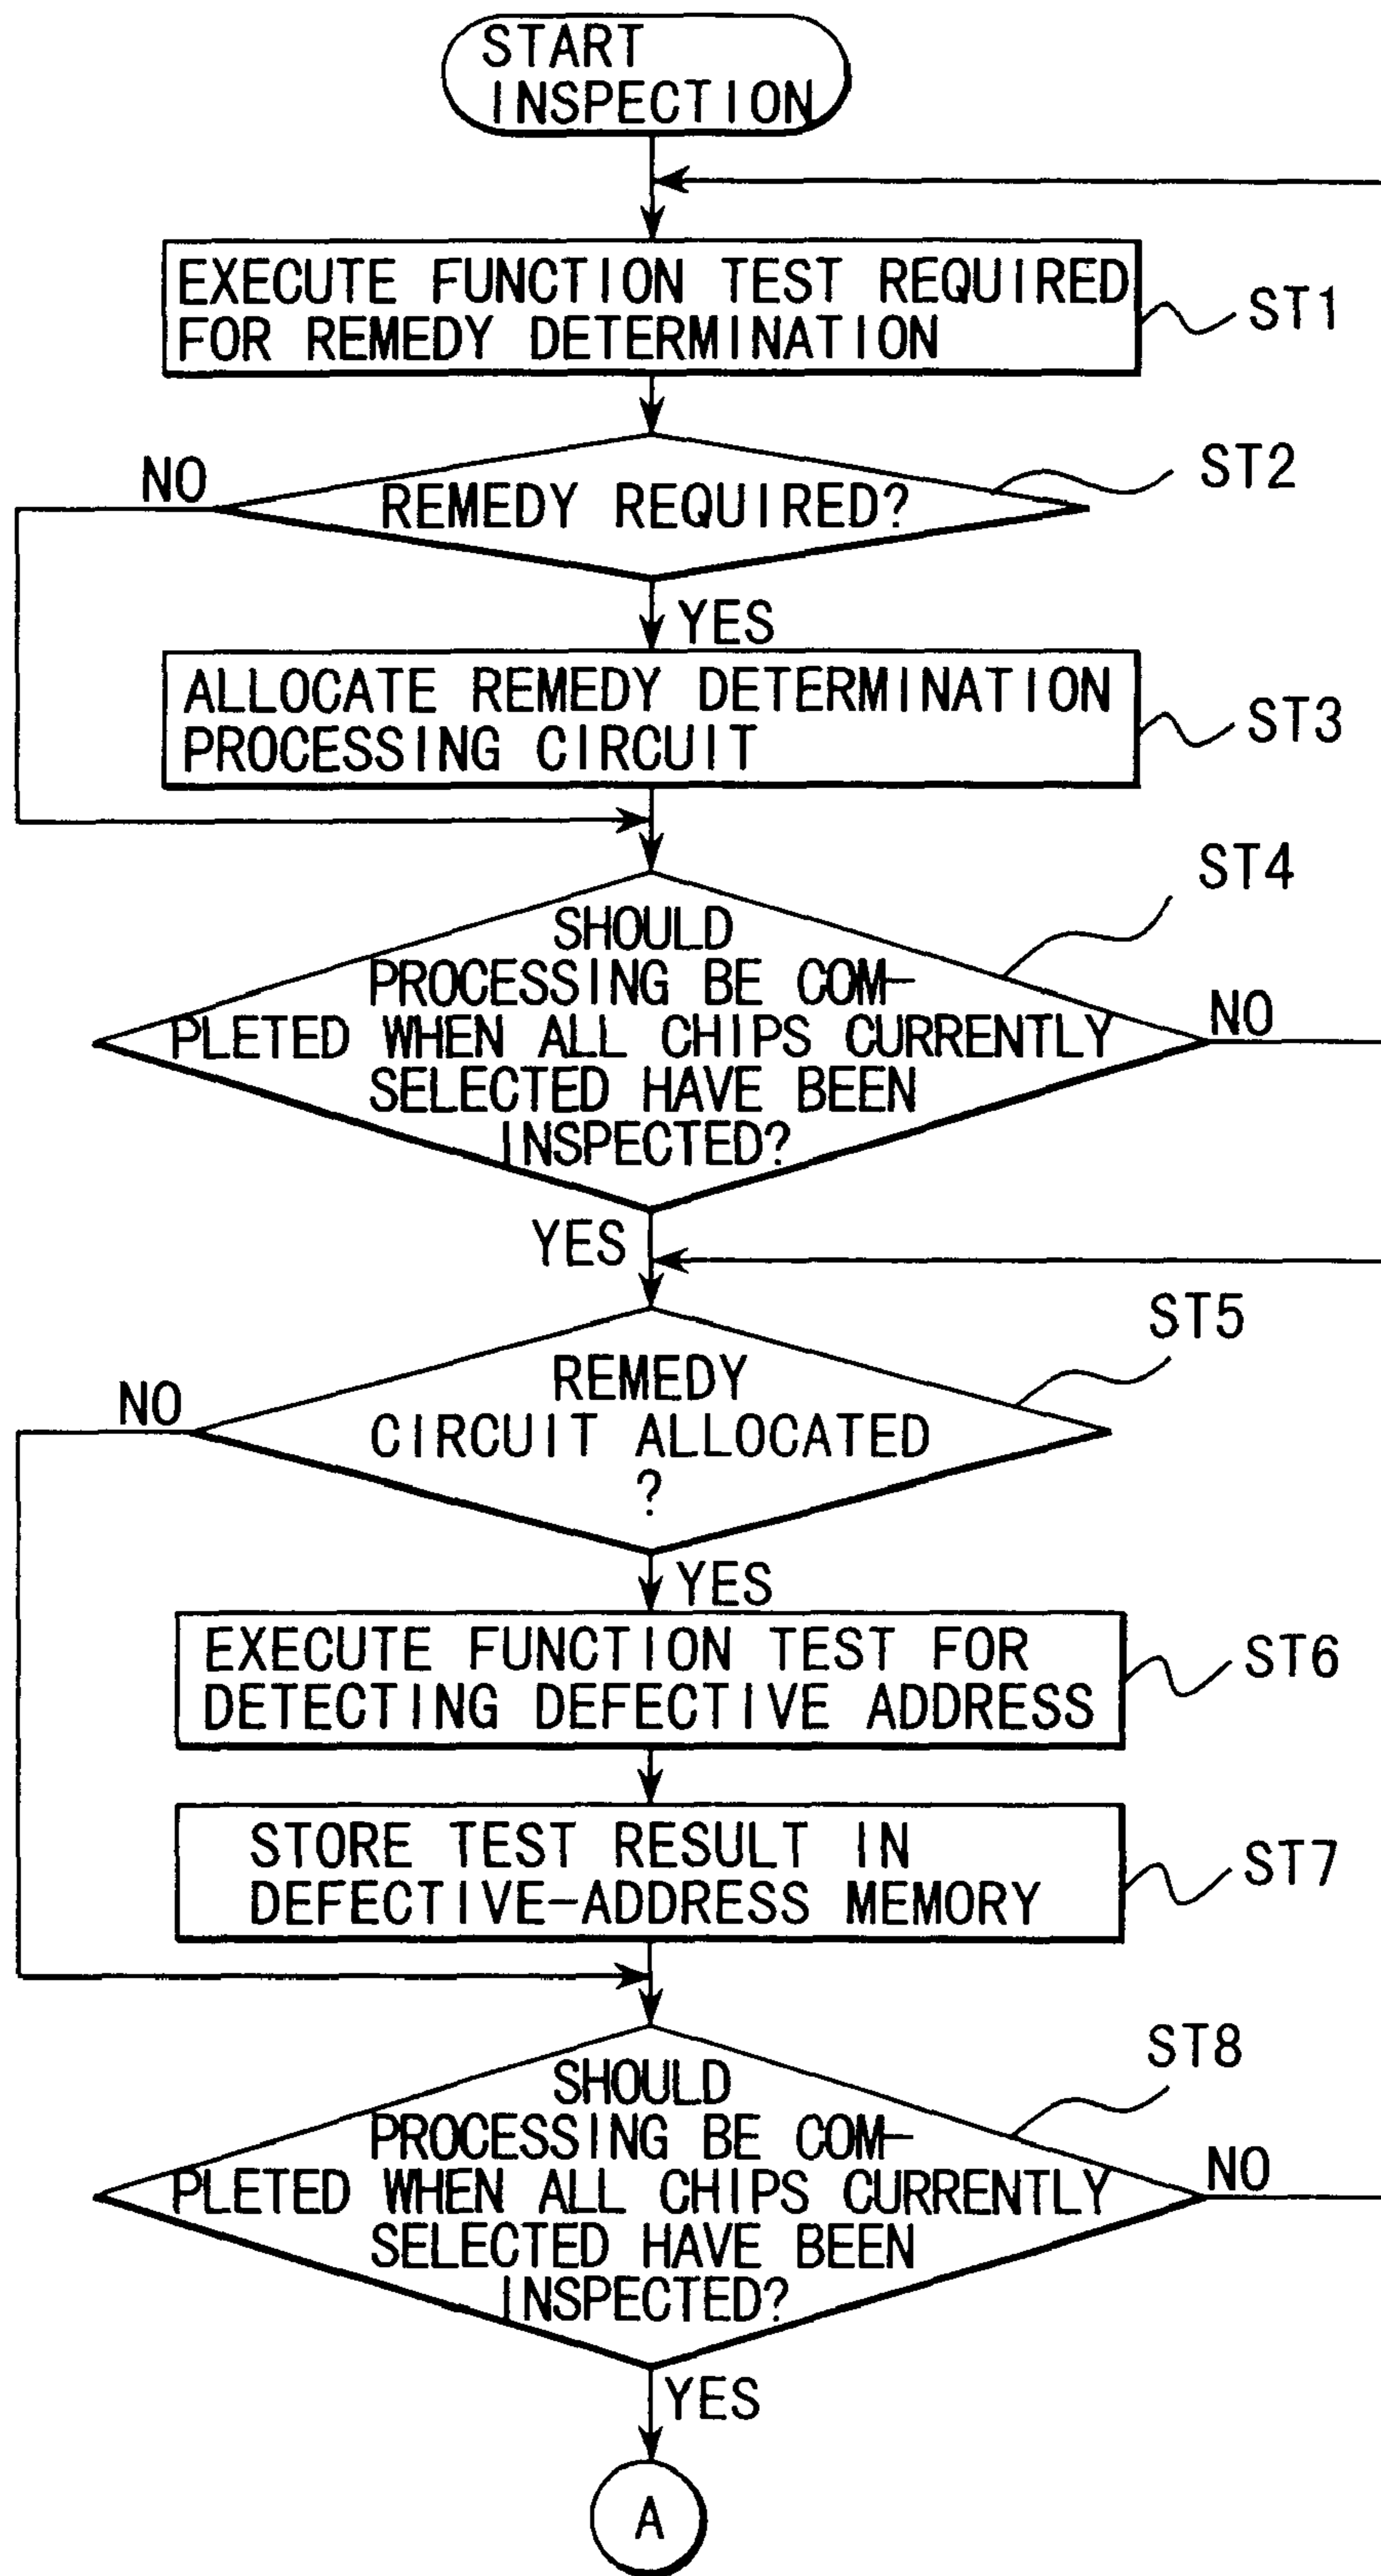 START
INSPECTION
EXECUTE FUNCTION TEST REQUIRED
FOR REMEDY DETERMINATION
ST1
ST2
NO
REMEDY REQUIRED?
YES
ALLOCATE REMEDY DETERMINATION
PROCESSING CIRCUIT
ST3
ST4
SHOULD
PROCESSING BE COM-
PLETED WHEN ALL CHIPS CURRENTLY
SELECTED HAVE BEEN
INSPECTED?
NO
YES
ST5
REMEDY
CIRCUIT ALLOCATED
?
NO
YES
EXECUTE FUNCTION TEST FOR
DETECTING DEFECTIVE ADDRESS
ST6
STORE TEST RESULT IN
DEFECTIVE-ADDRESS MEMORY
ST7
ST8
SHOULD
PROCESSING BE COM-
PLETED WHEN ALL CHIPS CURRENTLY
SELECTED HAVE BEEN
INSPECTED?
NO
YES
A